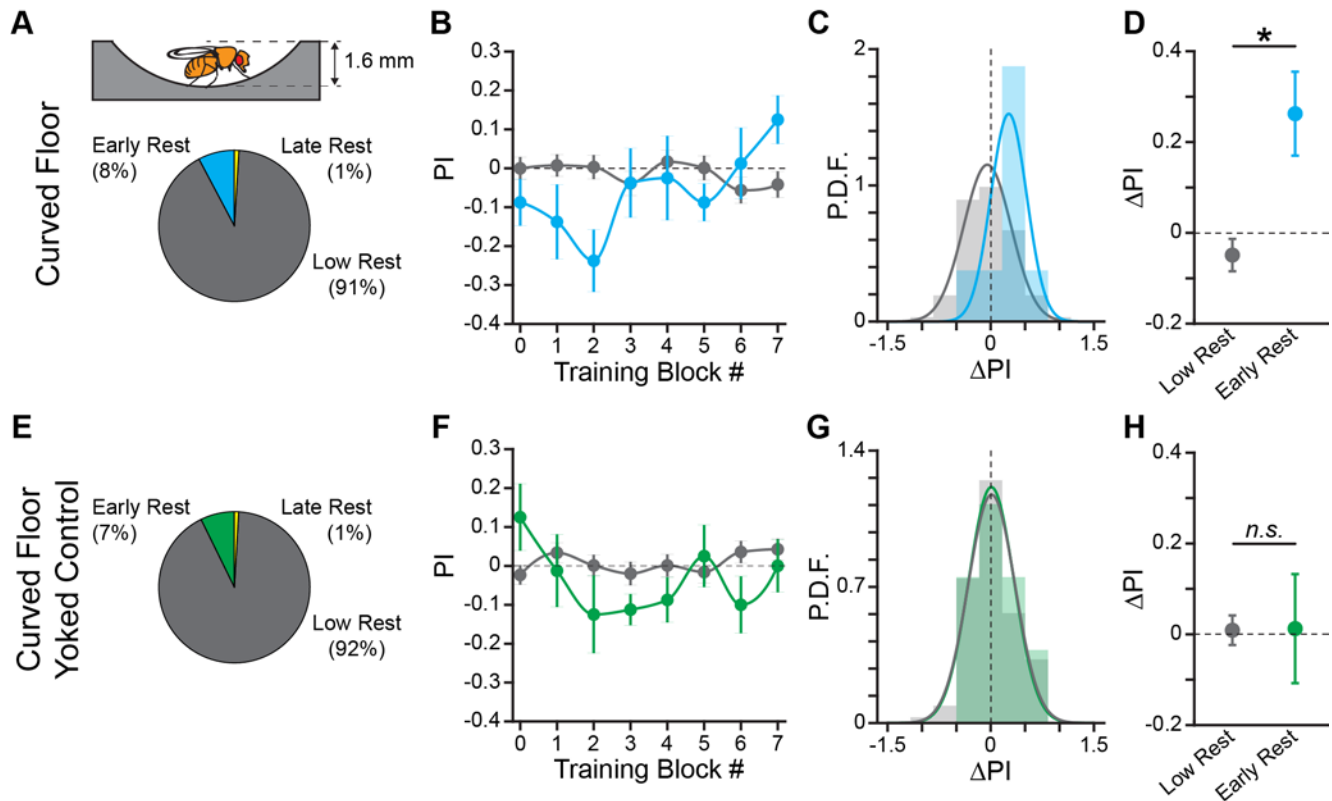 A
1.6 mm
Curved Floor
Early Rest
(8%)
Late Rest
(1%)
Low Rest
(91%)
B
0.3
0.2
0.1
0
-0.1
-0.2
-0.3
-0.4
PI
0 1 2 3 4 5 6 7
Training Block #
C
2
1
0
P.D.F.
-1.5 0 1.5
ΔPI
D
*
0.4
0.2
0
-0.2
ΔPI
Low Rest
Early Rest
E
Curved Floor
Yoked Control
Early Rest
(7%)
Late Rest
(1%)
Low Rest
(92%)
F
0.3
0.2
0.1
0
-0.1
-0.2
-0.3
-0.4
PI
0 1 2 3 4 5 6 7
Training Block #
G
1.4
0.7
0
P.D.F.
-1.5 0 1.5
ΔPI
H
n.s.
0.4
0.2
0
-0.2
ΔPI
Low Rest
Early Rest